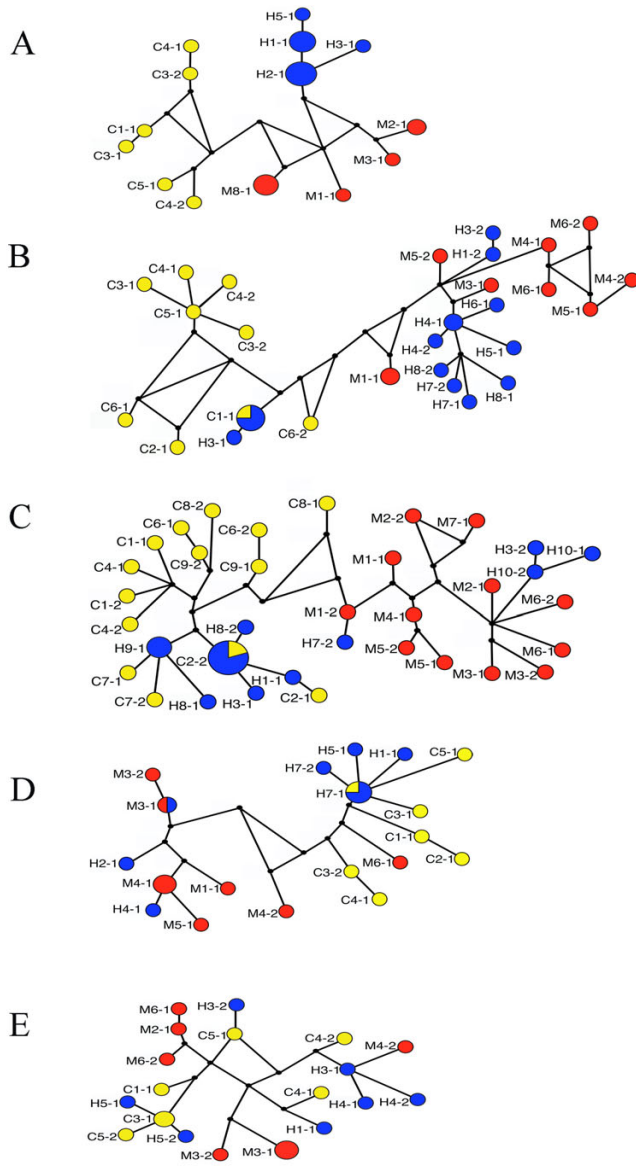 A
H5-1
C4-1
H1-1
H3-1
C3-2
H2-1
C1-1
M2-1
C3-1
M3-1
C5-1
M8-1
M1-1
C4-2
B
H3-2
M6-2
M5-2
H1-2
M4-1
C4-1
C3-1
C4-2
M3-1
M6-1
M4-2
H6-1
M5-1
C5-1
H4-1
C3-2
H4-2
H5-1
H8-2
M1-1
H7-2
H8-1
H7-1
C6-1
C1-1
C6-2
H3-1
C2-1
C
C8-2
C8-1
C6-1
C6-2
M2-2
M7-1
C1-1
H3-2
H10-1
C9-2
C9-1
M1-1
C4-1
H10-2
M2-1
C1-2
M6-2
C4-2
M1-2
M4-1
H8-2
H9-1
H7-2
M5-2
M6-1
C2-2
M5-1
C7-1
H1-1
M3-1
M3-2
C7-2
H8-1
H3-1
C2-1
D
M3-2
H5-1
H1-1
C5-1
H7-2
M3-1
H7-1
C3-1
C1-1
H2-1
M6-1
C2-1
M4-1
M1-1
C3-2
H4-1
M4-2
C4-1
M5-1
E
M6-1
H3-2
M2-1
C5-1
C4-2
M4-2
M6-2
H3-1
C1-1
C4-1
H5-1
H4-1
H4-2
C3-1
H1-1
C5-2
H5-2
M3-2
M3-1